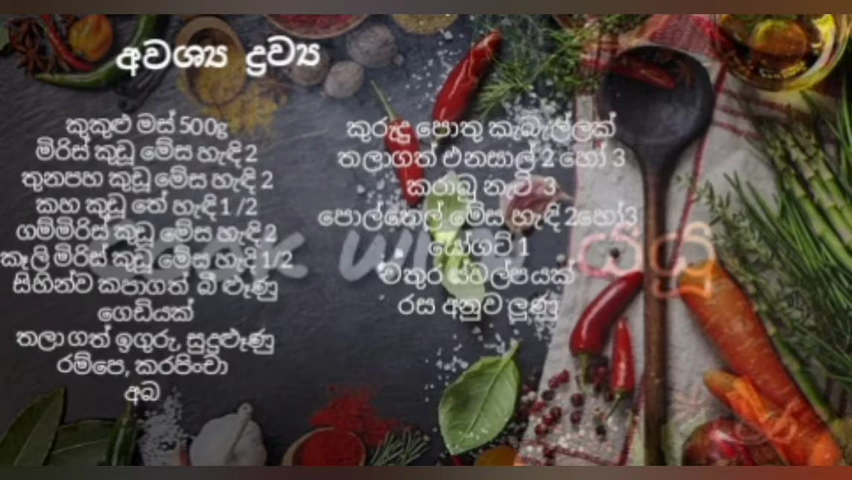 අවශ්‍ය ද්‍රව්‍ය
කුකුළු මස් 500g
මිරිස් කුඩූ මේස හැඳි 2
තුනපහ කුඩූ මේස හැඳි 2
කහ කුඩූ තේ හැඳි 1 /2
ගම්මිරිස් කුඩූ මේස හැඳි 2
කෑලි මිරිස් කුඩූ මේස හැඳි 1/2
සිහින්ව කපාගත් බී ළූණු
ගෙඩියක්
තලා ගත් ඉගුරු, සුදුළූණු
රම්පෙ, කරපිංචා
අබ
කුරුදු පොතු කැබැල්ලක්
තලාගත් එනසාල් 2 හෝ 3
කරාබු නැටි 3
පොල්තෙල් මේස හැඳි 2හෝ3
යෝගට් 1
වතුර ස්වල්පයක්
රස අනුව ලූණු